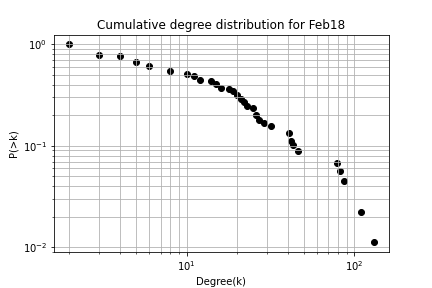 Cumulative degree distribution for Feb18
10⁰
10⁻¹
10⁻²
P(>k)
10¹
10²
Degree(k)